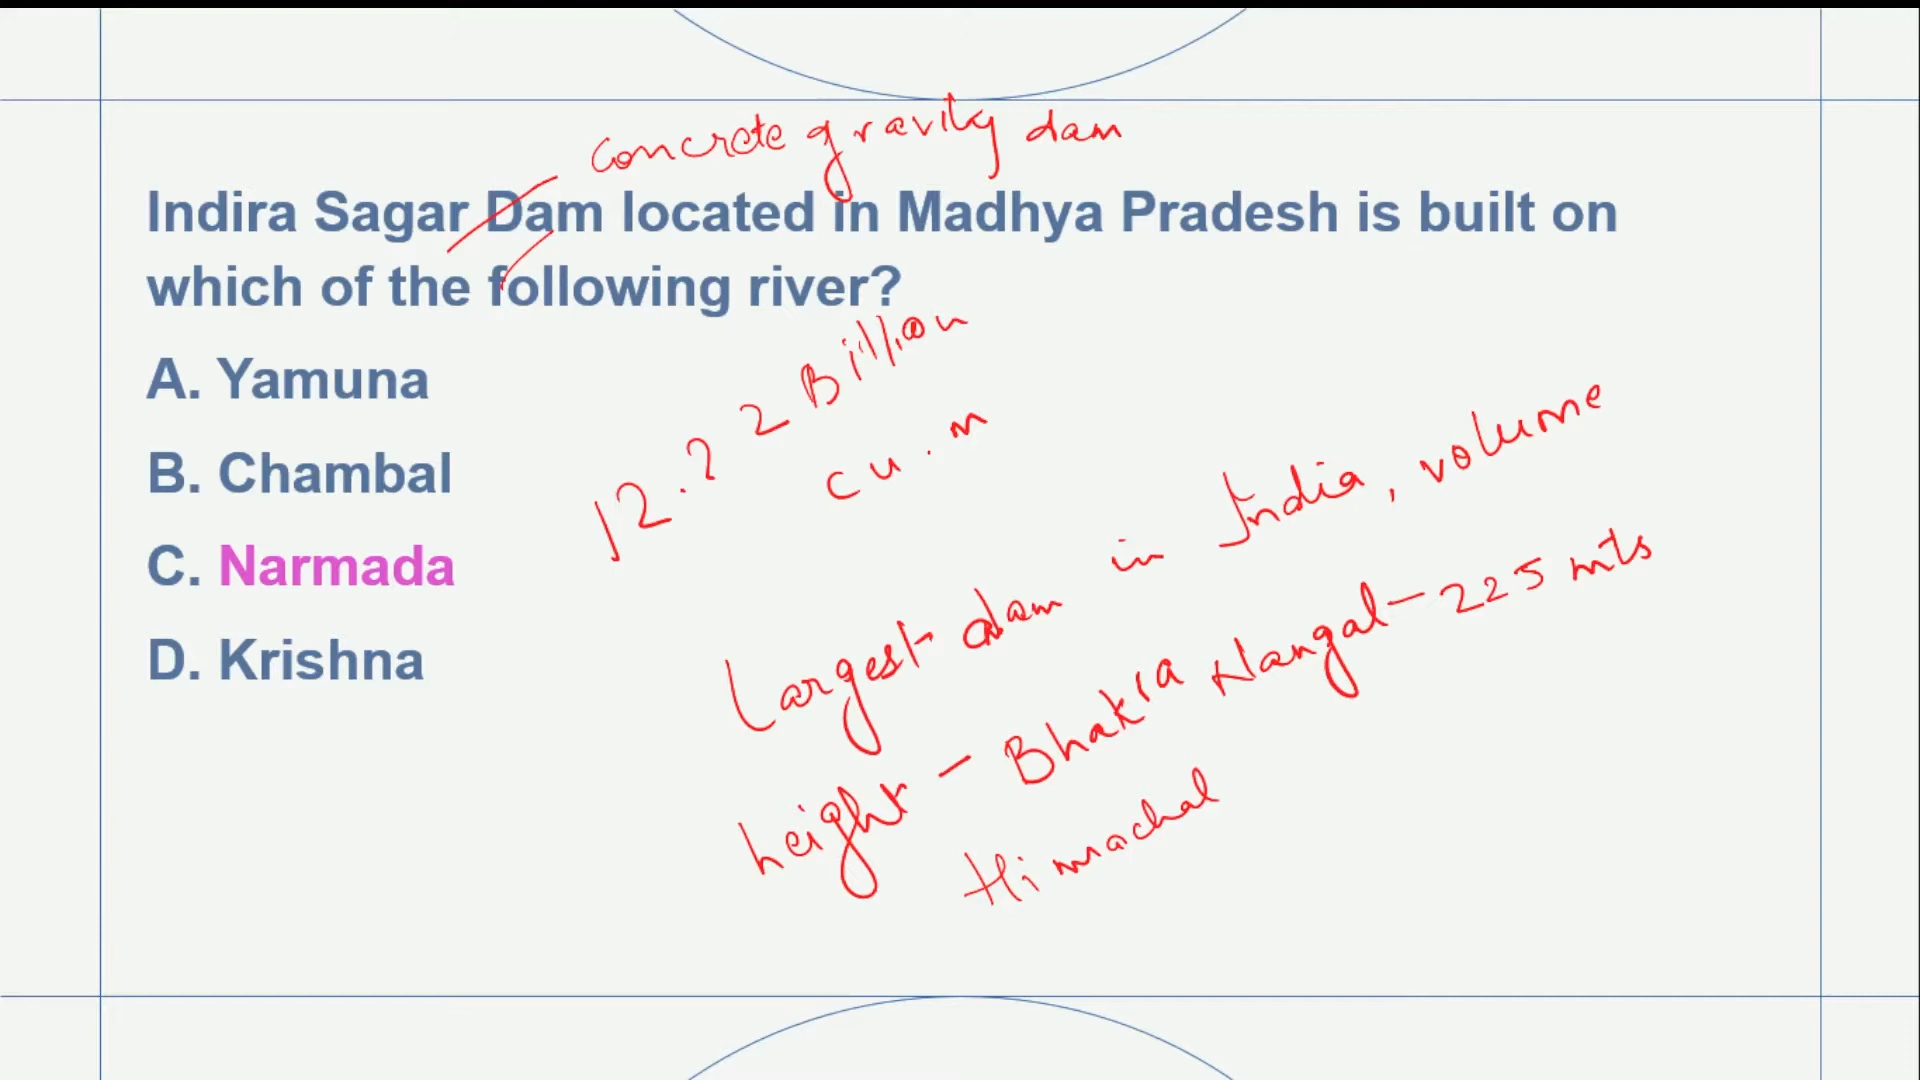 concrete gravity dam
Indira Sagar Dam located in Madhya Pradesh is built on
which of the following river?
A. Yamuna
B. Chambal
C. Narmada
D. Krishna
12.22 Billion
cu.m
Largest dam in India, volume
height - Bhakra Nangal - 225 mts
Himachal